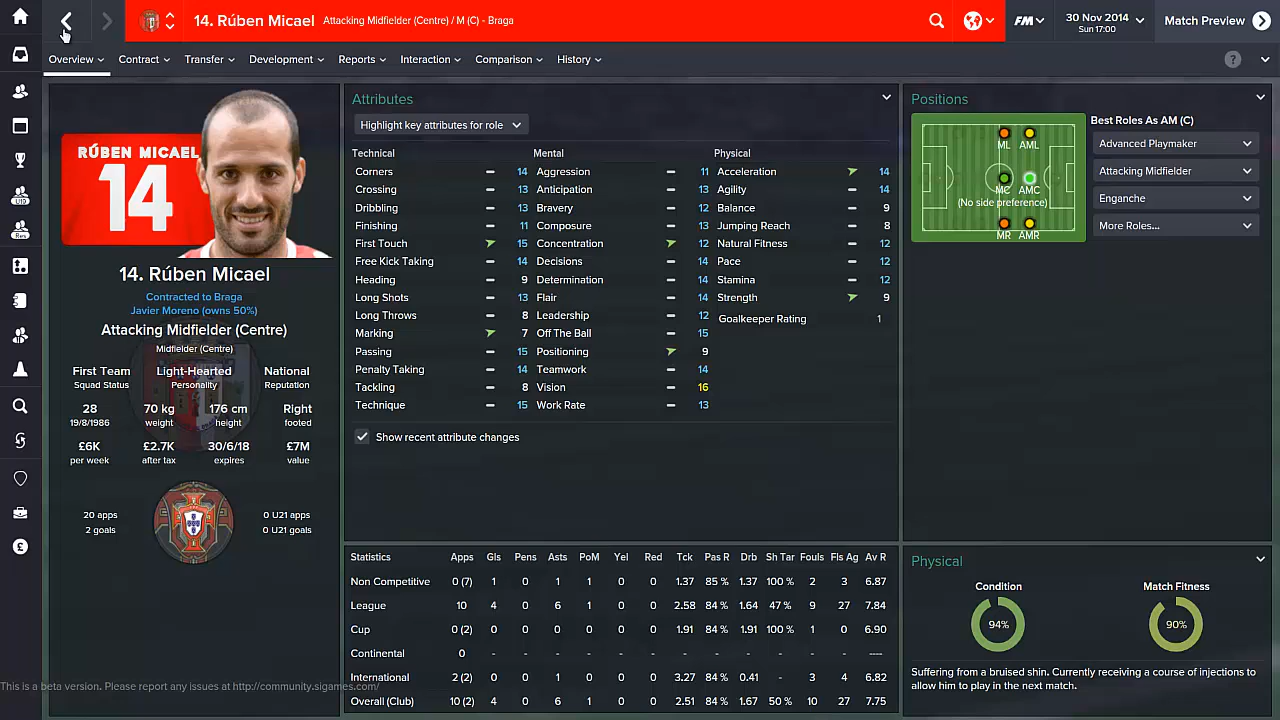 14. Rúben Micael Attacking Midfielder (Centre) / M (C) - Braga
FM
30 Nov 2014
Sun 17:00
Match Preview
Overview Contract Transfer Development Reports Interaction Comparison History
?
RÚBEN MICAEL
14
14. Rúben Micael
Contracted to Braga
Javier Moreno (owns 50%)
Attacking Midfielder (Centre)
Midfielder (Centre)
First Team Light-Hearted National
Squad Status Personality Reputation
28 70 kg 176 cm Right
19/8/1986 weight height footed
£6K £2.7K 30/6/18 £7M
per week after tax expires value
20 apps 0 U21 apps
2 goals 0 U21 goals
Attributes
Highlight key attributes for role
Technical Mental Physical
Corners 14 Aggression 11 Acceleration 14
Crossing 13 Anticipation 13 Agility 14
Dribbling 13 Bravery 12 Balance 9
Finishing 11 Composure 13 Jumping Reach 8
First Touch 15 Concentration 12 Natural Fitness 12
Free Kick Taking 14 Decisions 14 Pace 12
Heading 9 Determination 14 Stamina 12
Long Shots 13 Flair 14 Strength 9
Long Throws 8 Leadership 12 Goalkeeper Rating 1
Marking 7 Off The Ball 15
Passing 15 Positioning 9
Penalty Taking 14 Teamwork 14
Tackling 8 Vision 16
Technique 15 Work Rate 13
Show recent attribute changes
Positions
ML AML
MC AMC
(No side preference)
MR AMR
Best Roles As AM (C)
Advanced Playmaker
Attacking Midfielder
Enganche
More Roles...
Statistics Apps Gls Pens Asts PoM Yel Red Tck Pas R Drb Sh Tar Fouls Fls Ag Av R
Non Competitive 0 (7) 1 0 1 1 0 0 1.37 85 % 1.37 100 % 2 3 6.87
League 10 4 0 6 1 0 0 2.58 84 % 1.64 47 % 9 27 7.84
Cup 0 (2) 0 0 0 0 0 0 1.91 84 % 1.91 100 % 1 0 6.90
Continental 0 - - - - - - - - - - - - ----
International 2 (2) 0 0 1 0 0 0 3.27 84 % 0.41 - 3 4 6.82
Overall (Club) 10 (2) 4 0 6 1 0 0 2.51 84 % 1.67 50 % 10 27 7.75
Physical
Condition Match Fitness
94% 90%
Suffering from a bruised shin. Currently receiving a course of injections to
allow him to play in the next match.
This is a beta version. Please report any issues at http://community.sigames.com/